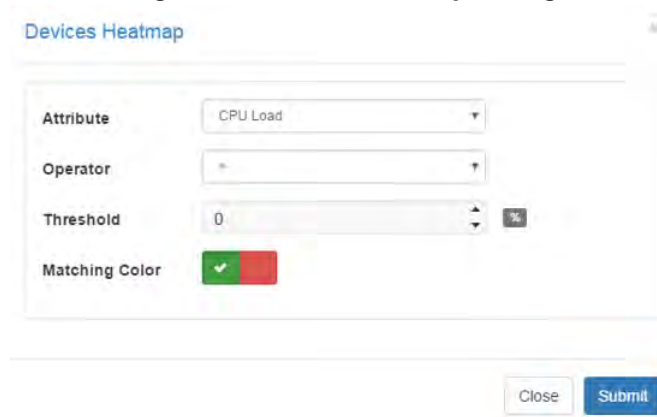 Devices Heatmap
Attribute
CPU Load
Operator
=
Threshold
0
%
Matching Color
Close
Submit